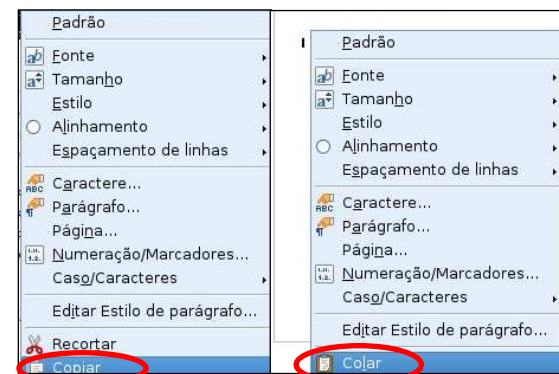 Padrão
Fonte
Tamanho
Estilo
Alinhamento
Espaçamento de linhas
Caractere...
Parágrafo...
Página...
Numeração/Marcadores...
Caso/Caracteres
Editar Estilo de parágrafo...
Recortar
Copiar
Padrão
Fonte
Tamanho
Estilo
Alinhamento
Espaçamento de linhas
Caractere...
Parágrafo...
Página...
Numeração/Marcadores...
Caso/Caracteres
Editar Estilo de parágrafo...
Colar